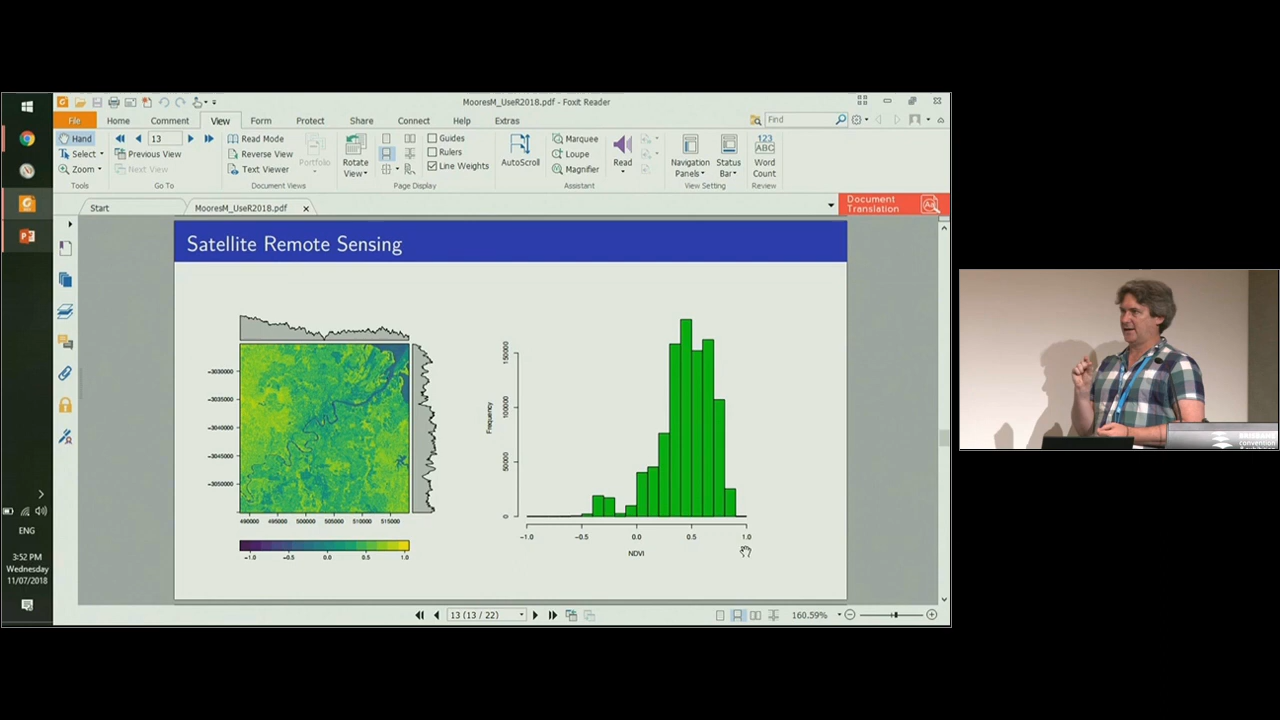 MooresM_UseR2018.pdf - Foxit Reader
File Home Comment View Form Protect Share Connect Help Extras
Find
Hand
Select
Zoom
Tools
13
Previous View
Next View
Go To
Read Mode
Reverse View
Text Viewer
Portfolio
Document Views
Rotate
View
Guides
Rulers
Line Weights
Page Display
AutoScroll
Marquee
Loupe
Magnifier
Assistant
Read
Navigation
Panels
Status
Bar
View Setting
123
ABC
Word
Count
Review
Start
MooresM_UseR2018.pdf
Document
Translation
Satellite Remote Sensing
-3030000
-3035000
-3040000
-3045000
-3050000
490000 495000 500000 505000 510000 515000
-1.0 -0.5 0.0 0.5 1.0
Frequency
150000
100000
50000
0
-1.0 -0.5 0.0 0.5 1.0
NDVI
ENG
3:52 PM
Wednesday
11/07/2018
13 (13 / 22)
160.59%
BRISBANE
convention